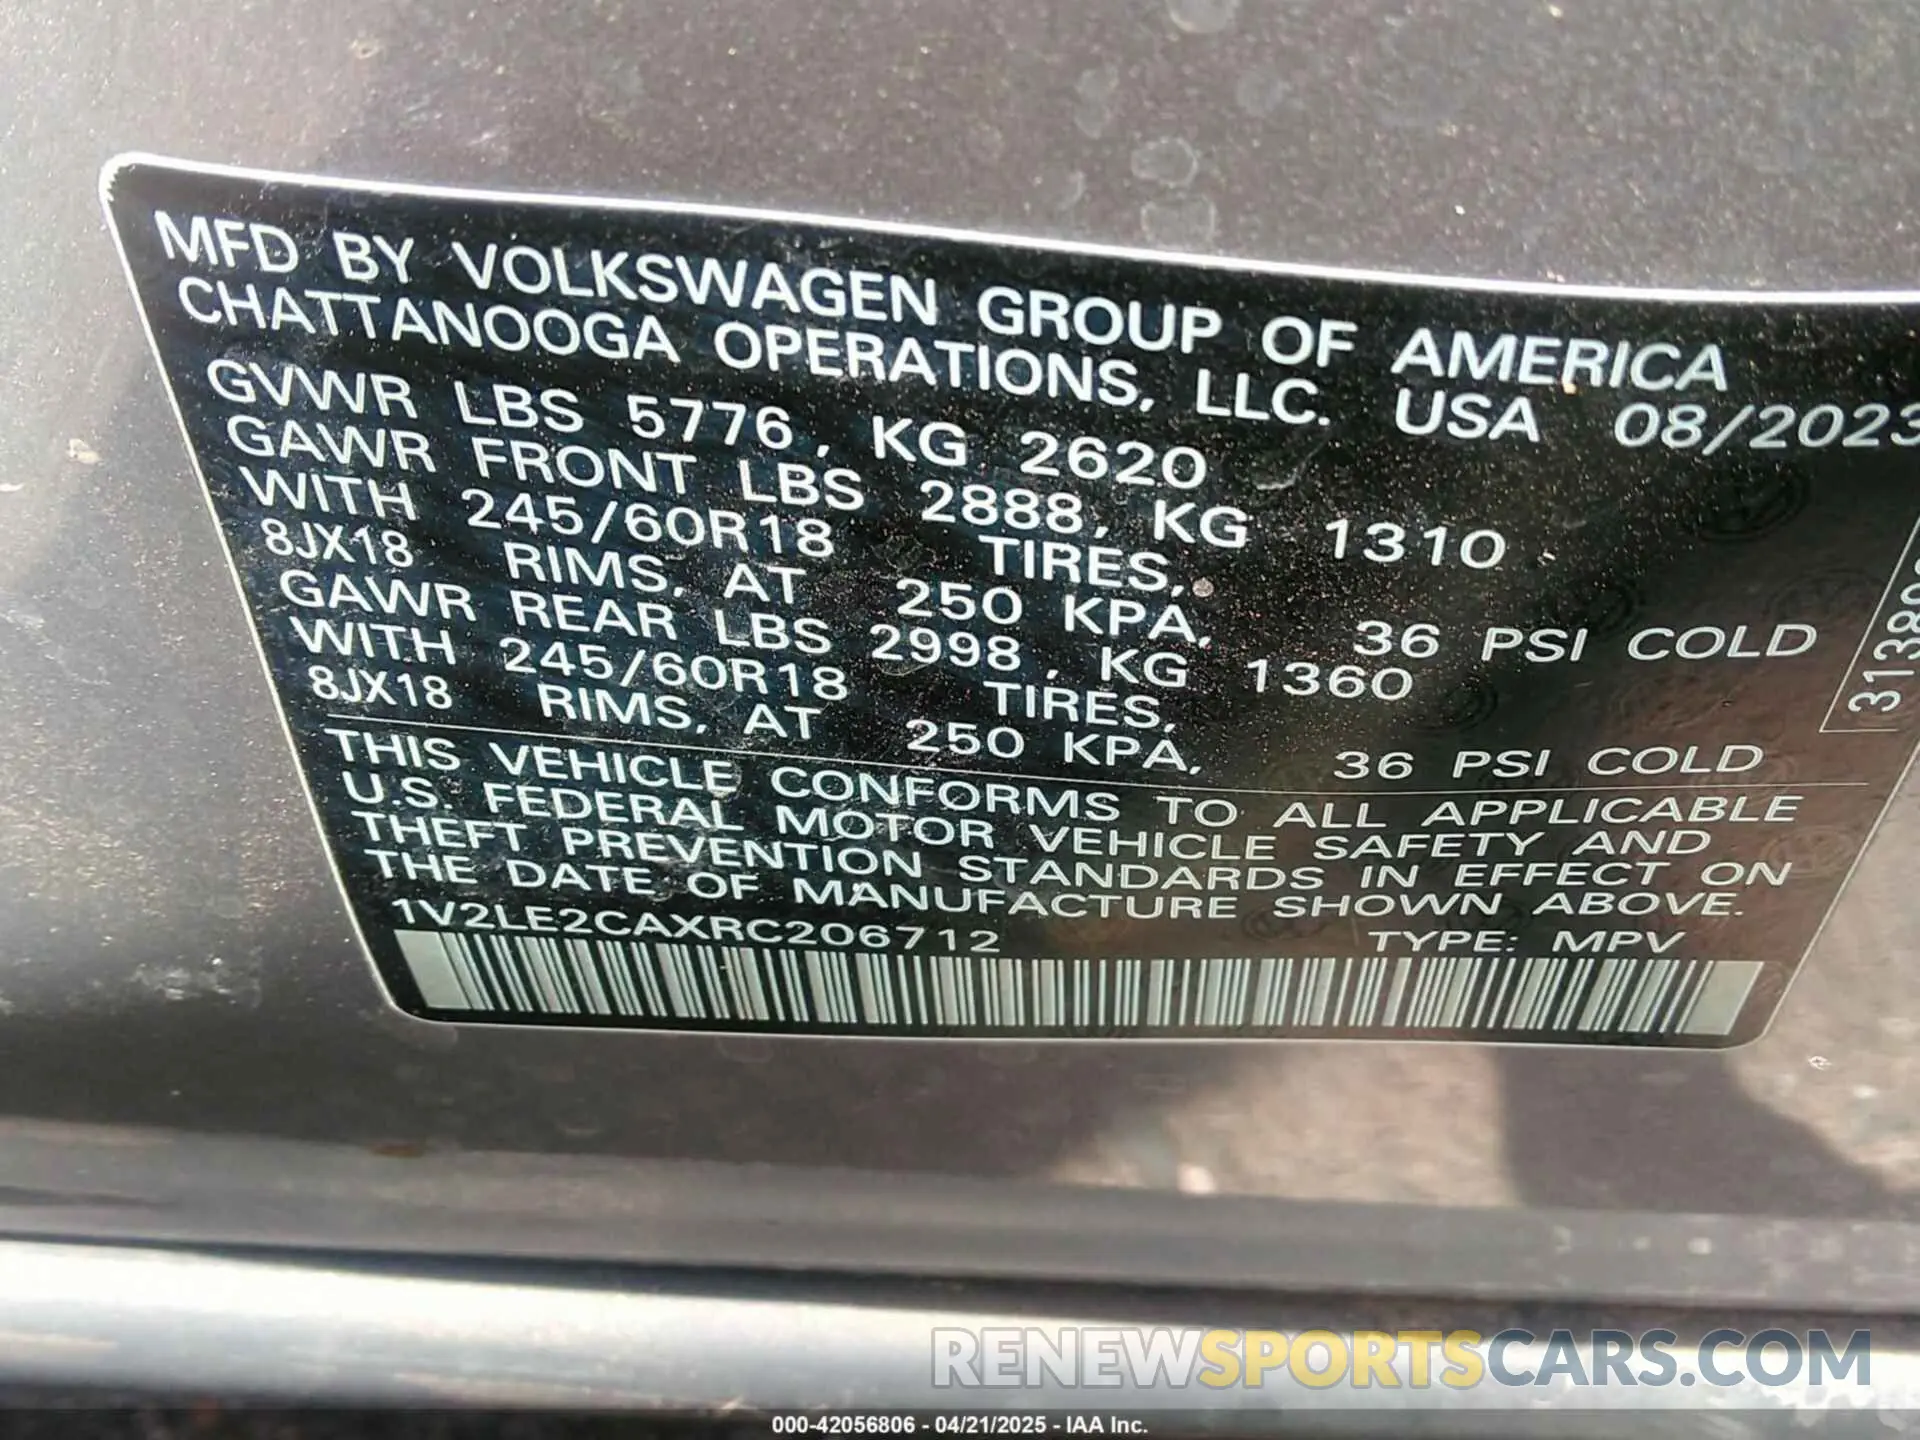 MFD BY VOLKSWAGEN GROUP OF AMERICA
CHATTANOOGA OPERATIONS, LLC. USA 08/2023
GVWR LBS 5776, KG 2620
GAWR FRONT LBS 2888, KG 1310
WITH 245/60R18 TIRES,
8JX18 RIMS, AT 250 KPA, 36 PSI COLD
GAWR REAR LBS 2998, KG 1360
WITH 245/60R18 TIRES,
8JX18 RIMS, AT 250 KPA, 36 PSI COLD
THIS VEHICLE CONFORMS TO ALL APPLICABLE
U.S. FEDERAL MOTOR VEHICLE SAFETY AND
THEFT PREVENTION STANDARDS IN EFFECT ON
THE DATE OF MANUFACTURE SHOWN ABOVE.
1V2LE2CAXRC206712 TYPE: MPV
RENEWSPORTSCARS.COM
000-42056806 - 04/21/2025 - IAA Inc.